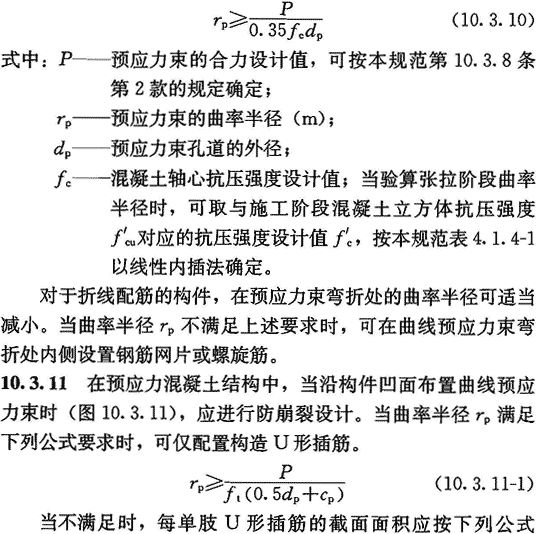 r_p≥P/(0.35f_c d_p) (10.3.10)
式中：P——预应力束的合力设计值，可按本规范第 10.3.8 条
第 2 款的规定确定；
r_p——预应力束的曲率半径（m）；
d_p——预应力束孔道的外径；
f_c——混凝土轴心抗压强度设计值；当验算张拉阶段曲率
半径时，可取与施工阶段混凝土立方体抗压强度
f′_cu对应的抗压强度设计值 f′_c，按本规范表 4.1.4-1
以线性内插法确定。
对于折线配筋的构件，在预应力束弯折处的曲率半径可适当
减小。当曲率半径 r_p 不满足上述要求时，可在曲线预应力束弯
折处内侧设置钢筋网片或螺旋筋。
10.3.11 在预应力混凝土结构中，当沿构件凹面布置曲线预应
力束时（图 10.3.11），应进行防崩裂设计。当曲率半径 r_p 满足
下列公式要求时，可仅配置构造 U 形插筋。
r_p≥P/(f_t(0.5d_p+c_p)) (10.3.11-1)
当不满足时，每单肢 U 形插筋的截面面积应按下列公式